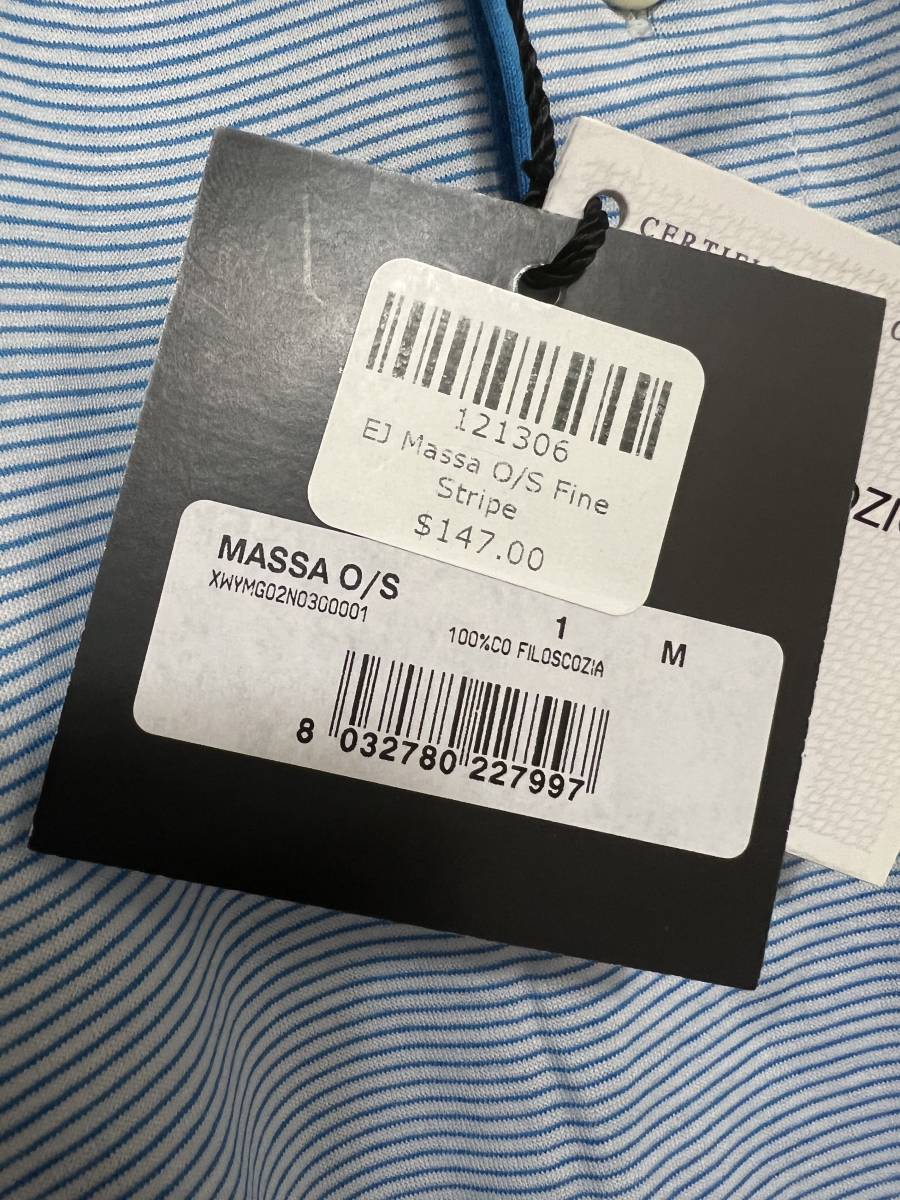 121306
EJ Massa O/S Fine
Stripe
$147.00
MASSA O/S
XWYMG02N0300001
1
M
100%CO FILOSCOZIA
8 032780 227997